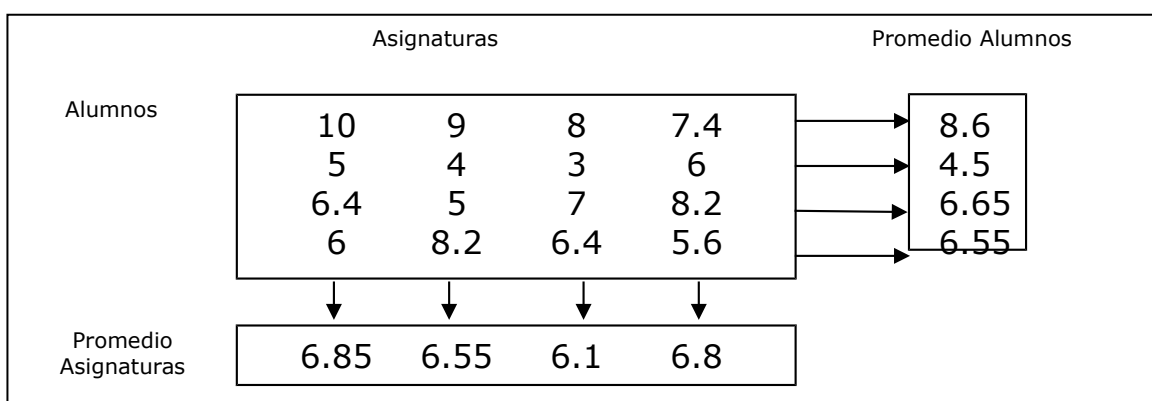 Asignaturas Promedio Alumnos
Alumnos
10 9 8 7.4 8.6
5 4 3 6 4.5
6.4 5 7 8.2 6.65
6 8.2 6.4 5.6 6.55
Promedio
Asignaturas
6.85 6.55 6.1 6.8